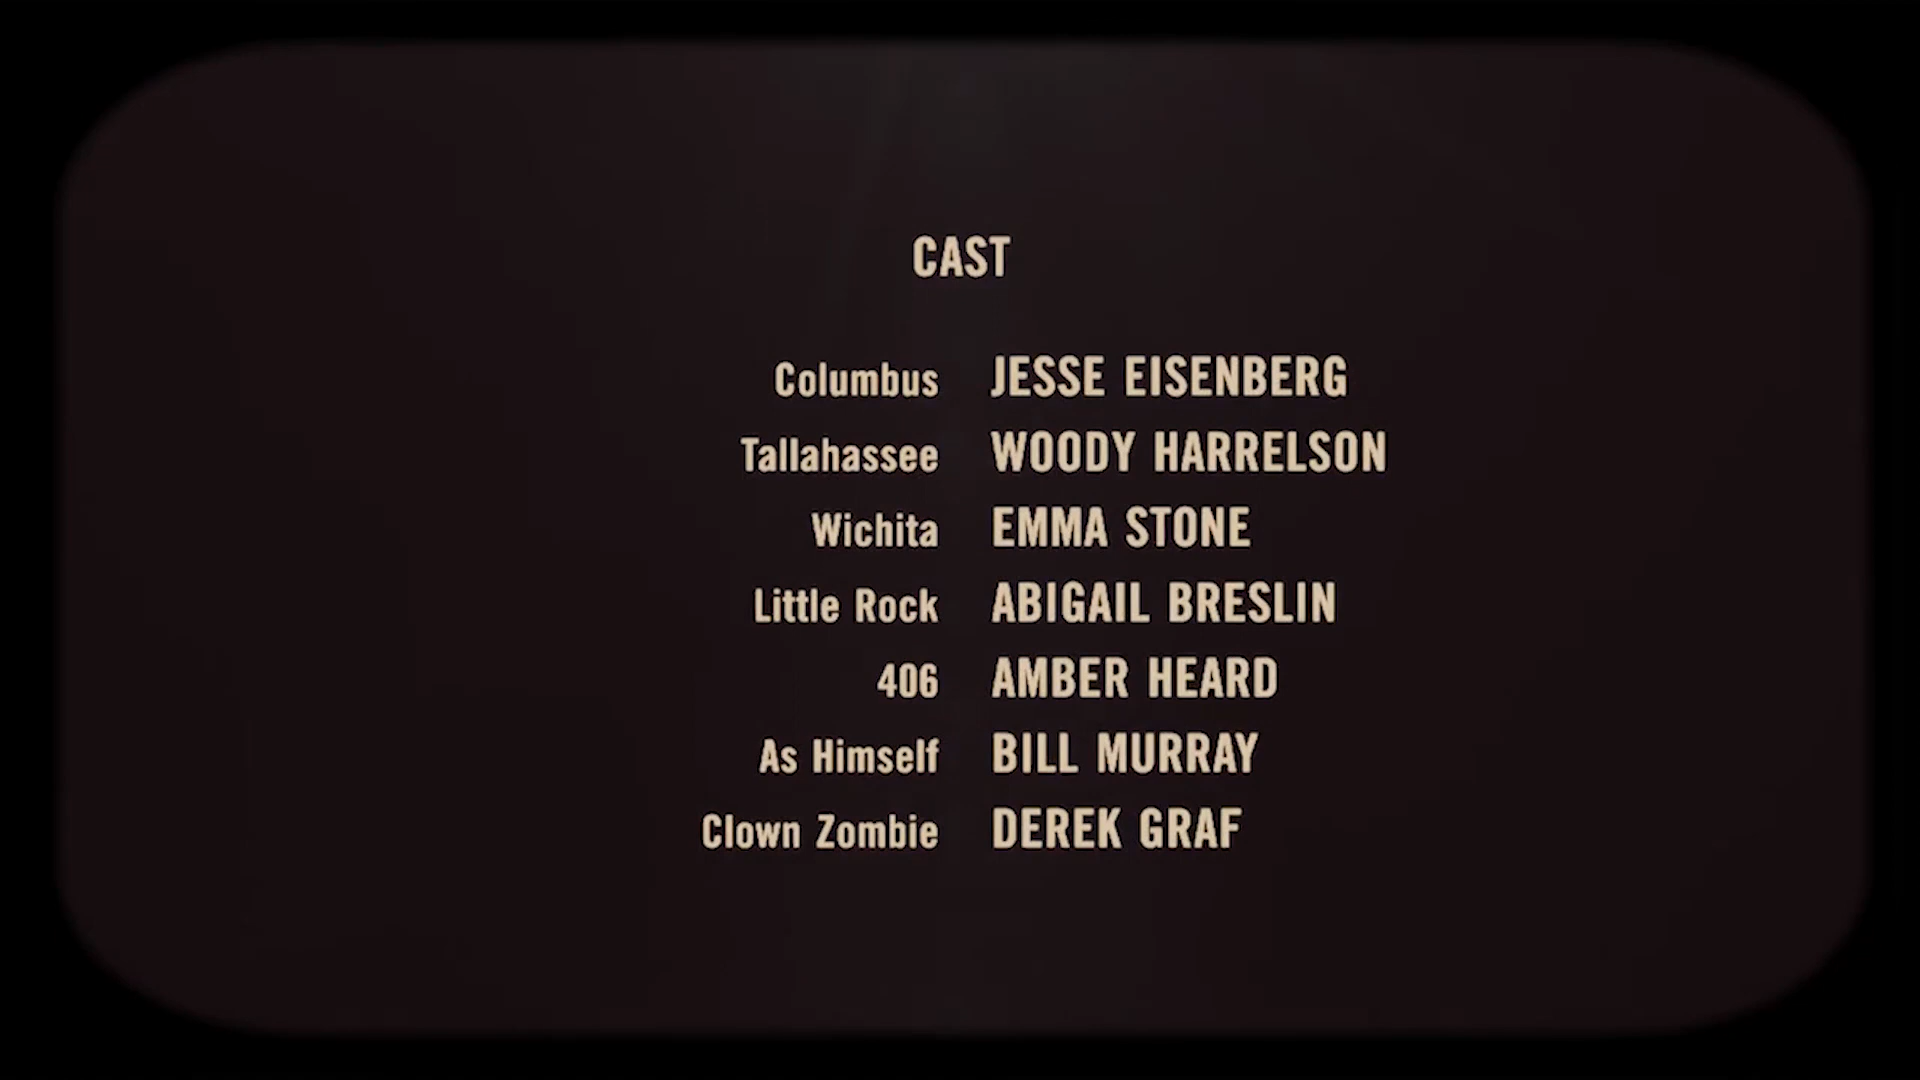 CAST
Columbus JESSE EISENBERG
Tallahassee WOODY HARRELSON
Wichita EMMA STONE
Little Rock ABIGAIL BRESLIN
406 AMBER HEARD
As Himself BILL MURRAY
Clown Zombie DEREK GRAF